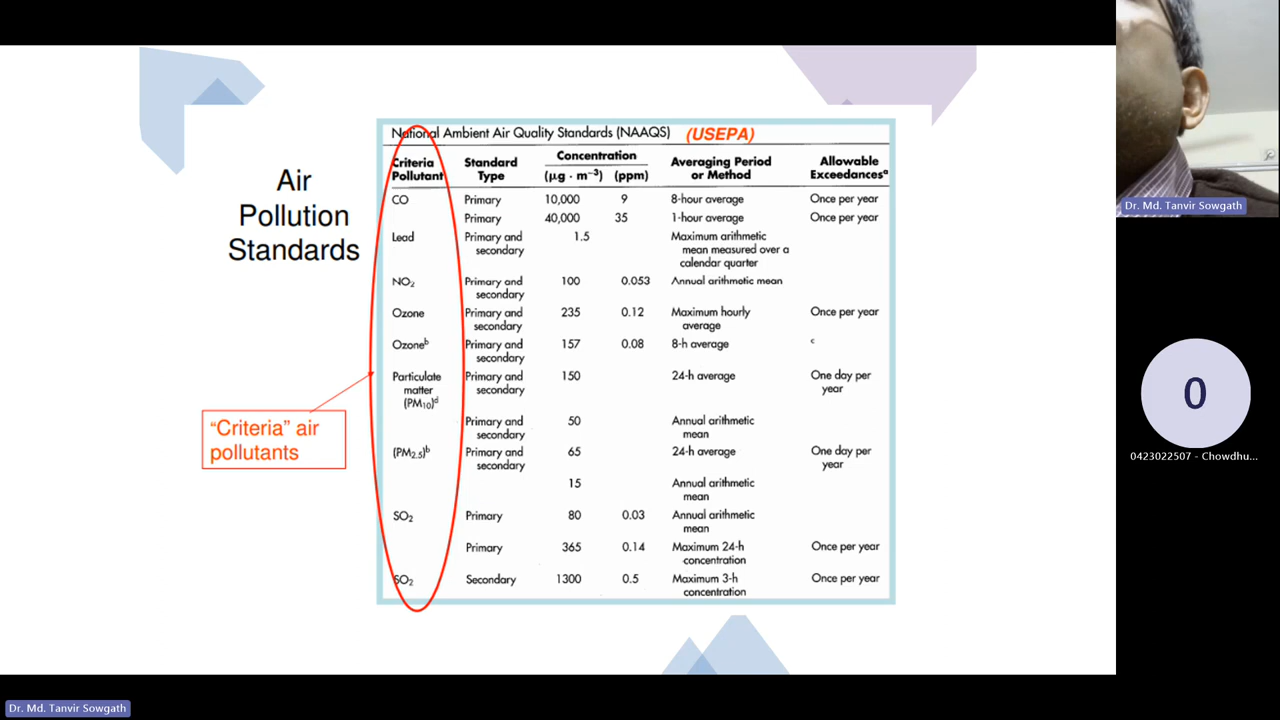 Air
Pollution
Standards
National Ambient Air Quality Standards (NAAQS) (USEPA)
Criteria Pollutant Standard Type Concentration (μg · m⁻³) (ppm) Averaging Period or Method Allowable Exceedancesᵃ
CO Primary 10,000 9 8-hour average Once per year
Primary 40,000 35 1-hour average Once per year
Lead Primary and secondary 1.5 Maximum arithmetic mean measured over a calendar quarter
NO₂ Primary and secondary 100 0.053 Annual arithmetic mean
Ozone Primary and secondary 235 0.12 Maximum hourly average Once per year
Ozoneᵇ Primary and secondary 157 0.08 8-h average ᶜ
Particulate matter (PM₁₀)ᵈ Primary and secondary 150 24-h average One day per year
Primary and secondary 50 Annual arithmetic mean
(PM₂.₅)ᵇ Primary and secondary 65 24-h average One day per year
15 Annual arithmetic mean
SO₂ Primary 80 0.03 Annual arithmetic mean
Primary 365 0.14 Maximum 24-h concentration Once per year
SO₂ Secondary 1300 0.5 Maximum 3-h concentration Once per year
“Criteria” air
pollutants
Dr. Md. Tanvir Sowgath
0
0423022507 - Chowdhu...
Dr. Md. Tanvir Sowgath